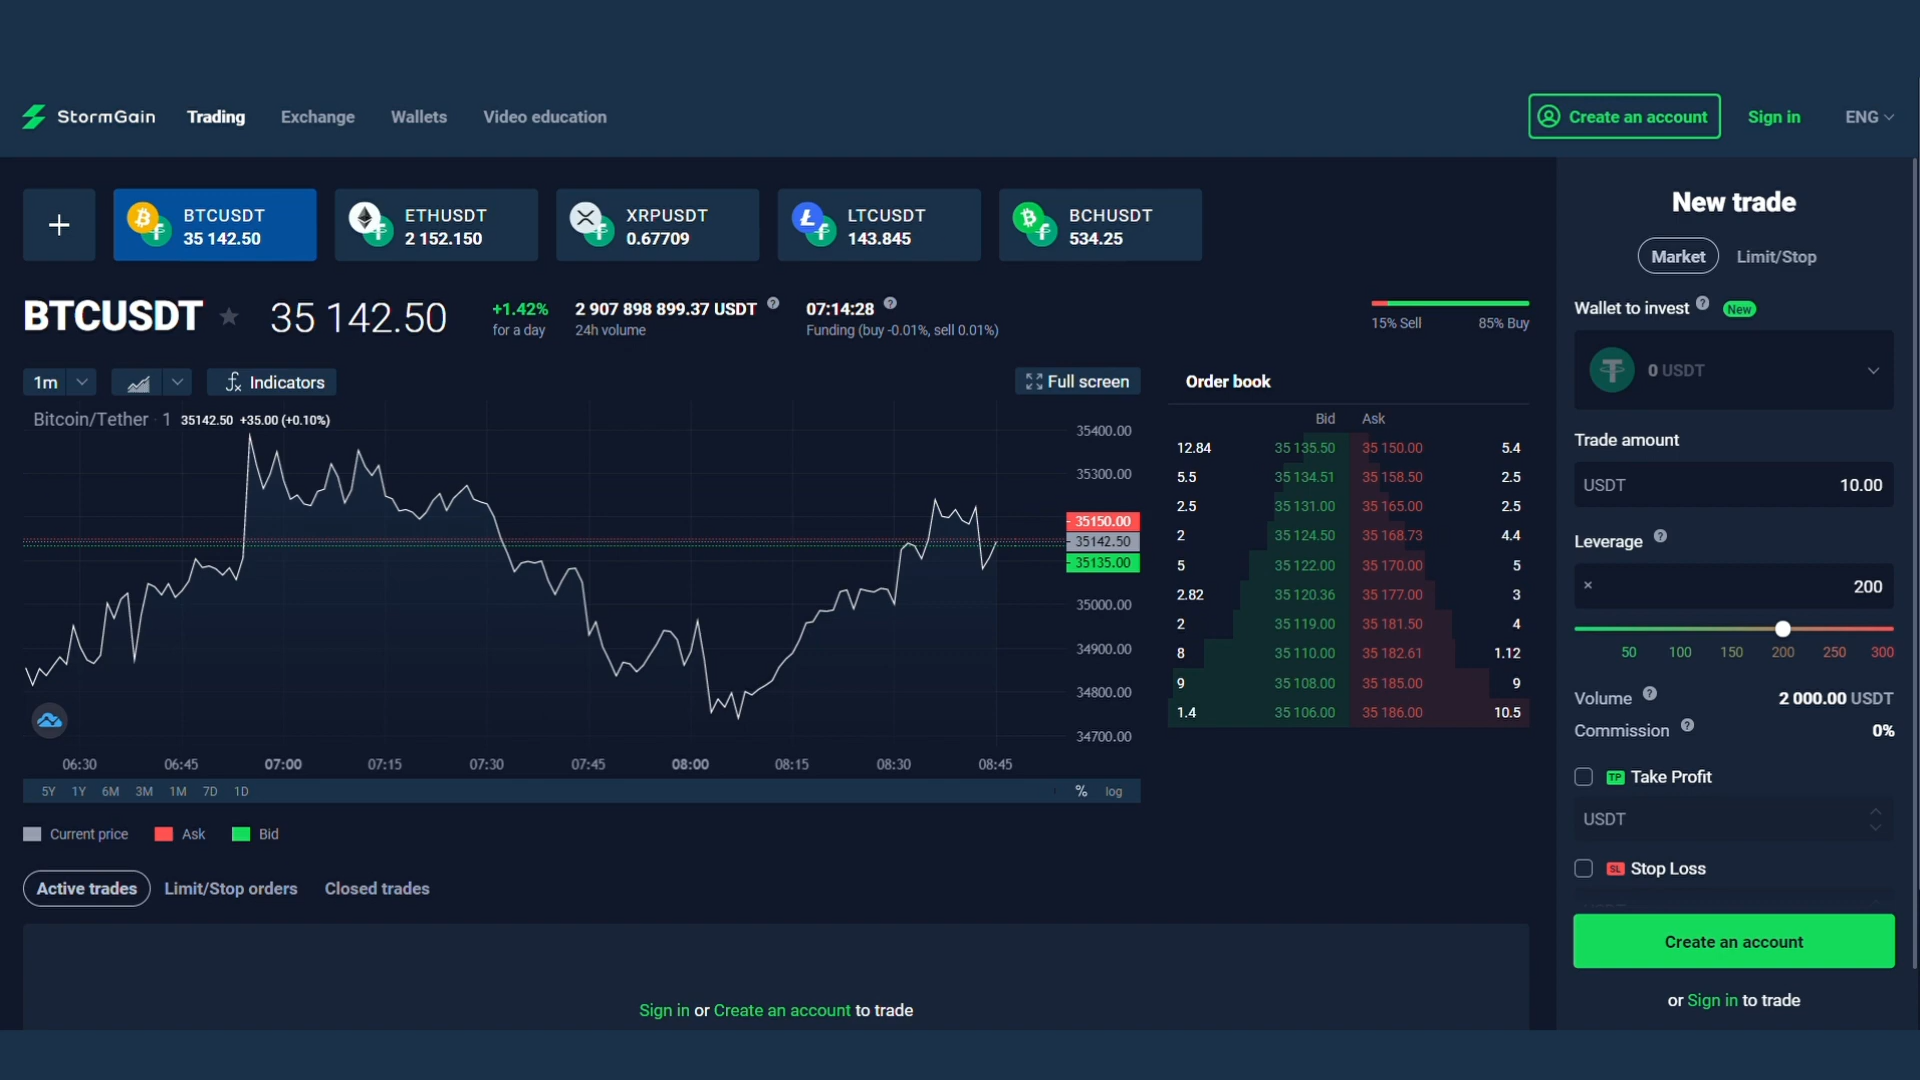 StormGain Trading Exchange Wallets Video education Create an account Sign in ENG
+ BTCUSDT 35 142.50 ETHUSDT 2 152.150 XRPUSDT 0.67709 LTCUSDT 143.845 BCHUSDT 534.25
BTCUSDT 35 142.50 +1.42% for a day 2 907 898 899.37 USDT ? 24h volume 07:14:28 ? Funding (buy -0.01%, sell 0.01%) 15% Sell 85% Buy
1m Indicators Full screen
Bitcoin/Tether · 1 35142.50 +35.00 (+0.10%)
35400.00
35300.00
35150.00
35142.50
35135.00
35000.00
34900.00
34800.00
34700.00
06:30 06:45 07:00 07:15 07:30 07:45 08:00 08:15 08:30 08:45
5Y 1Y 6M 3M 1M 7D 1D % log
Current price Ask Bid
Order book
Bid Ask
12.84 35 135.50 35 150.00 5.4
5.5 35 134.51 35 158.50 2.5
2.5 35 131.00 35 165.00 2.5
2 35 124.50 35 168.73 4.4
5 35 122.00 35 170.00 5
2.82 35 120.36 35 177.00 3
2 35 119.00 35 181.50 4
8 35 110.00 35 182.61 1.12
9 35 108.00 35 185.00 9
1.4 35 106.00 35 186.00 10.5
Active trades Limit/Stop orders Closed trades
Sign in or Create an account to trade
New trade
Market Limit/Stop
Wallet to invest ? New
0 USDT
Trade amount
USDT 10.00
Leverage ?
× 200
50 100 150 200 250 300
Volume ? 2 000.00 USDT
Commission ? 0%
TP Take Profit
USDT
SL Stop Loss
Create an account
or Sign in to trade